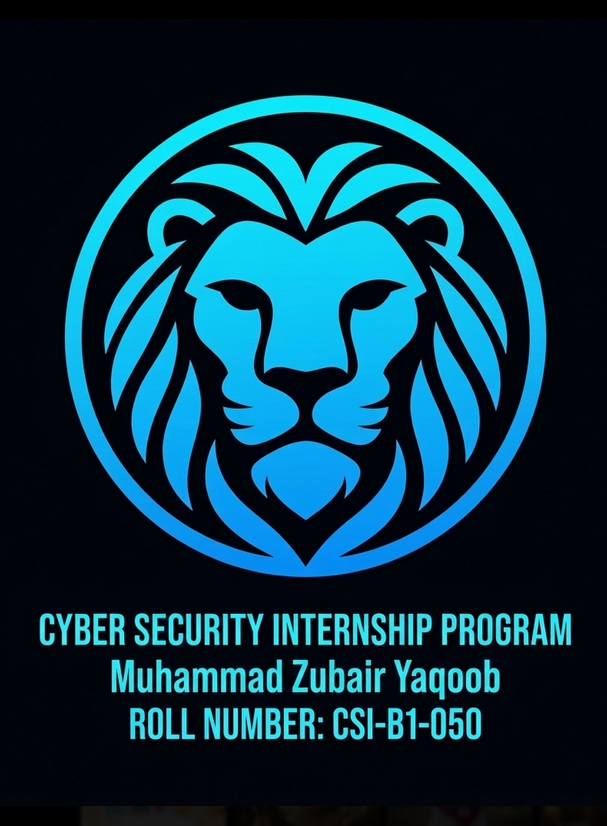 CYBER SECURITY INTERNSHIP PROGRAM
Muhammad Zubair Yaqoob
ROLL NUMBER: CSI-B1-050